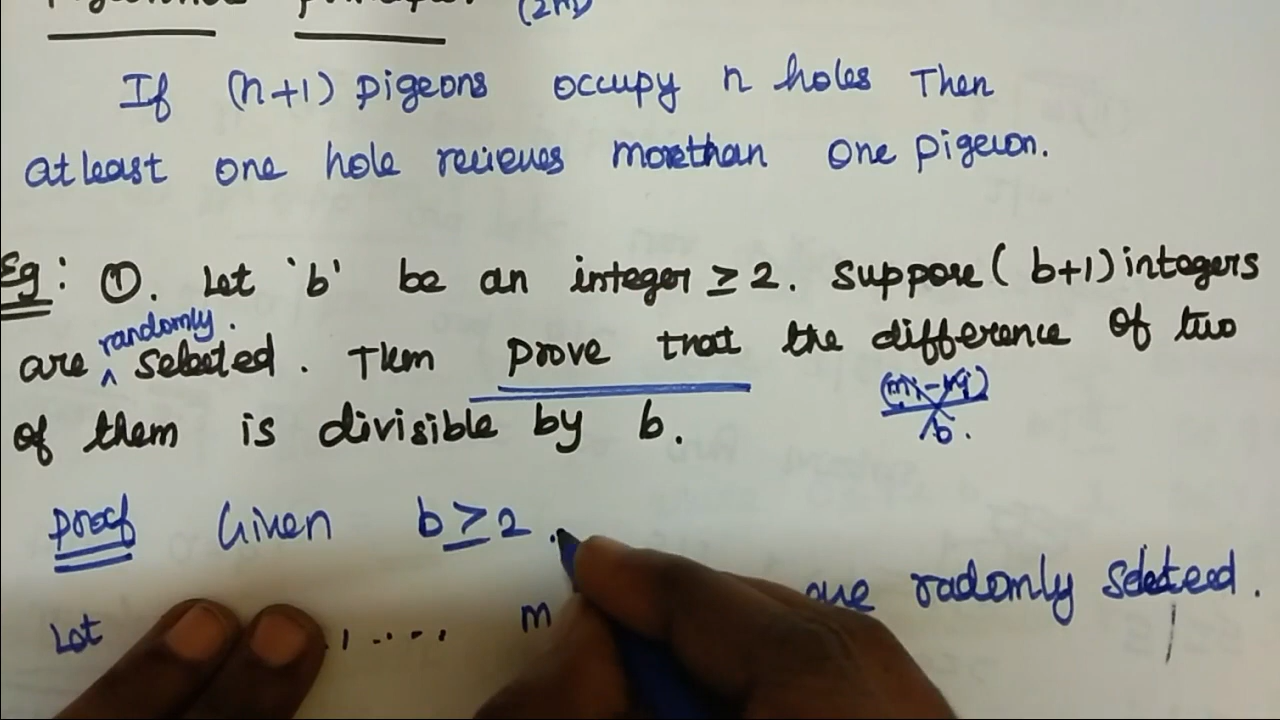 (2M)
If (n+1) pigeons occupy n holes Then
atleast one hole recieves morethan one pigeon.
Eg: ①. Let 'b' be an integer ≥ 2. Suppose (b+1) integers
randomly.
are ^ selected. Then prove that the difference of two
of them is divisible by b.
b.
Proof Given b ≥ 2.
Let , .... m are radomly selected.